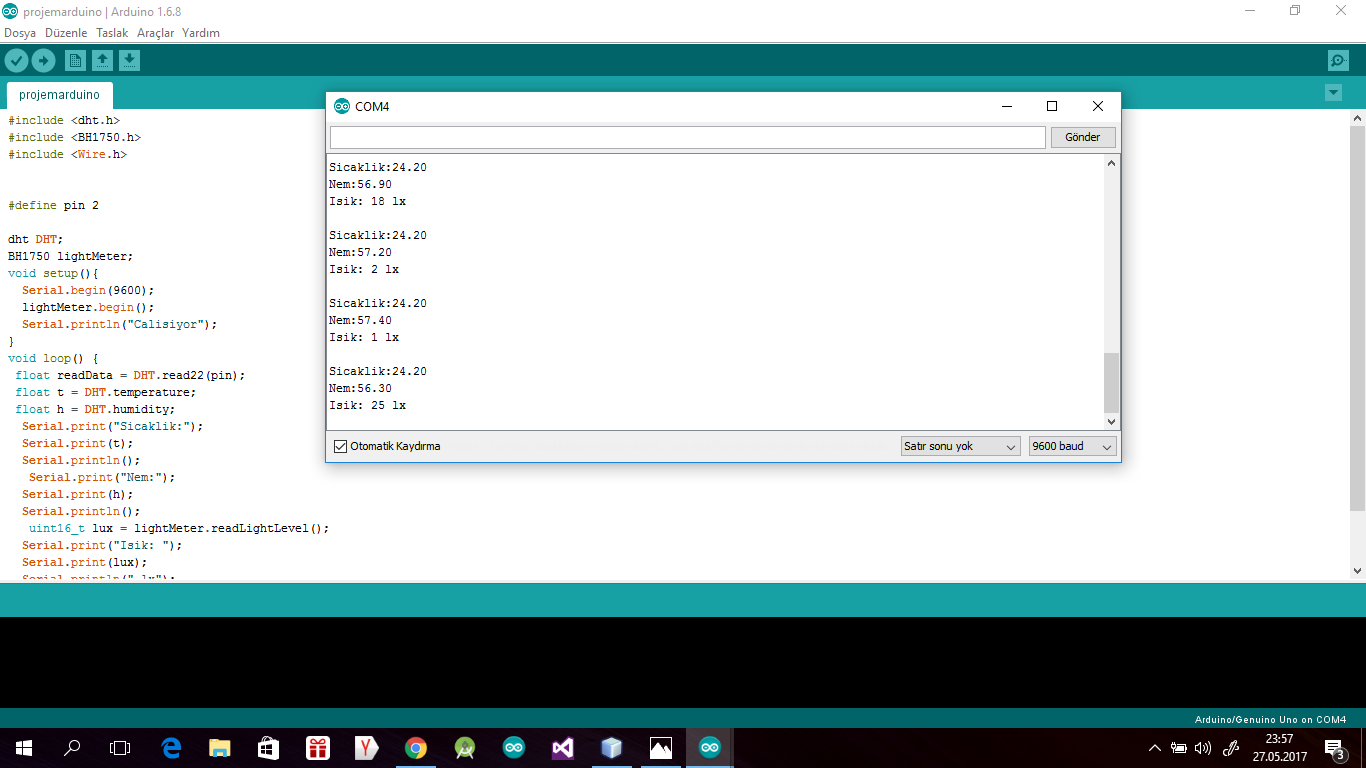 projemarduino | Arduino 1.6.8
Dosya Düzenle Taslak Araçlar Yardım
projemarduino
#include <dht.h>
#include <BH1750.h>
#include <Wire.h>
#define pin 2
dht DHT;
BH1750 lightMeter;
void setup(){
Serial.begin(9600);
lightMeter.begin();
Serial.println("Calisiyor");
}
void loop() {
float readData = DHT.read22(pin);
float t = DHT.temperature;
float h = DHT.humidity;
Serial.print("Sicaklik:");
Serial.print(t);
Serial.println();
Serial.print("Nem:");
Serial.print(h);
Serial.println();
uint16_t lux = lightMeter.readLightLevel();
Serial.print("Isik: ");
Serial.print(lux);
Serial.println(" lx");
COM4
Gönder
Sicaklik:24.20
Nem:56.90
Isik: 18 lx
Sicaklik:24.20
Nem:57.20
Isik: 2 lx
Sicaklik:24.20
Nem:57.40
Isik: 1 lx
Sicaklik:24.20
Nem:56.30
Isik: 25 lx
Otomatik Kaydırma
Satır sonu yok
9600 baud
Arduino/Genuino Uno on COM4
23:57
27.05.2017
3